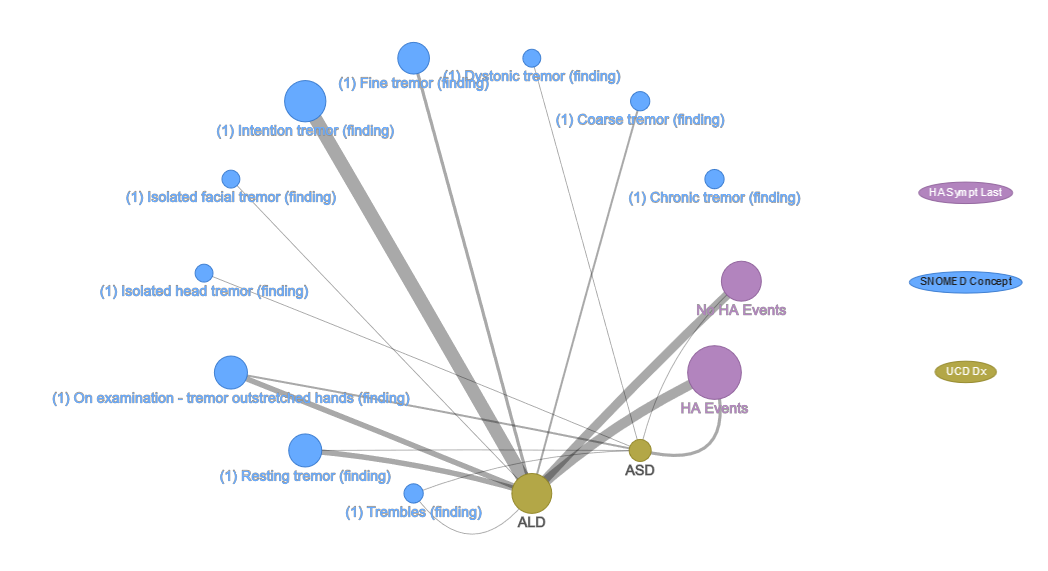 (1) Fine tremor (finding)
(1) Dystonic tremor (finding)
(1) Intention tremor (finding)
(1) Coarse tremor (finding)
(1) Isolated facial tremor (finding)
(1) Chronic tremor (finding)
HA Sympt Last
(1) Isolated head tremor (finding)
No HA Events
SNOMED Concept
(1) On examination - tremor outstretched hands (finding)
HA Events
UCD Dx
(1) Resting tremor (finding)
ASD
(1) Trembles (finding)
ALD